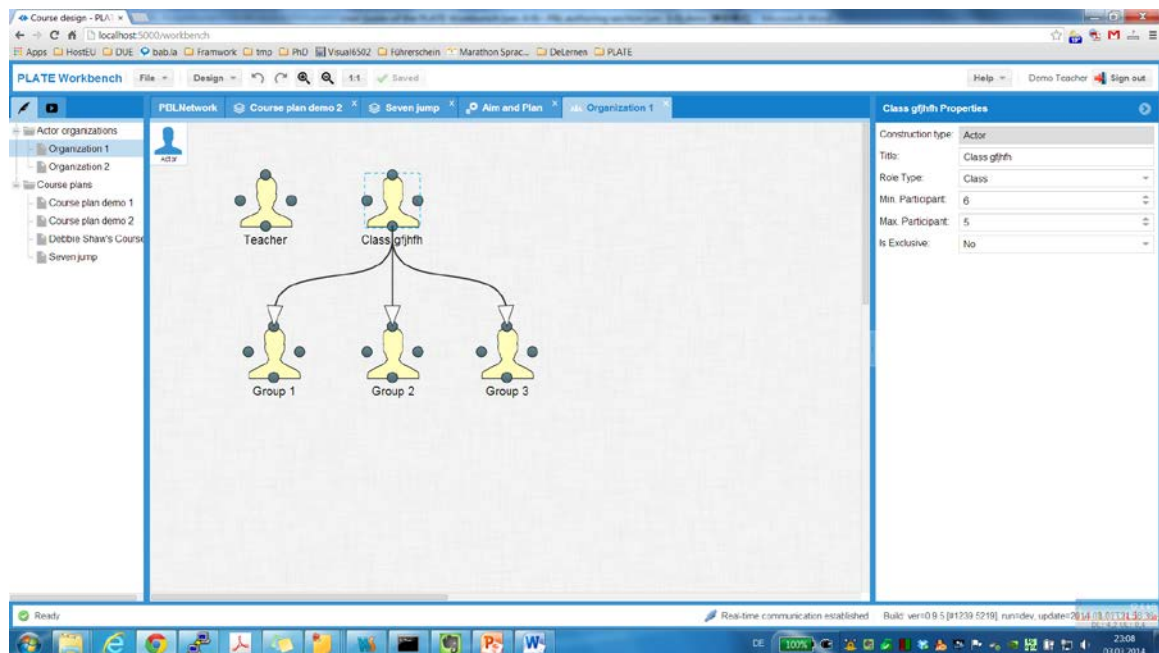 Course design - PLAT ×
localhost:5000/workbench
Apps HostEU DUE bab.la Framwork tmp PhD Visual6502 Führerschein Marathon Sprac... DeLernen PLATE
PLATE Workbench File Design 1:1 Saved Help Demo Teacher Sign out
PBLNetwork Course plan demo 2 × Seven jump × Aim and Plan × Organization 1 ×
Class gfjhfh Properties
Actor organizations
Organization 1
Organization 2
Course plans
Course plan demo 1
Course plan demo 2
Debbie Shaw's Course
Seven jump
Actor
Teacher
Class gfjhfh
Group 1
Group 2
Group 3
Construction type: Actor
Title: Class gfjhfh
Role Type: Class
Min. Participant: 6
Max. Participant: 5
Is Exclusive: No
Ready
Real-time communication established
Build: ver=0.9.5 [#1239:5219], run=dev, update=2014
DE 100% 23:08
03.03.2014